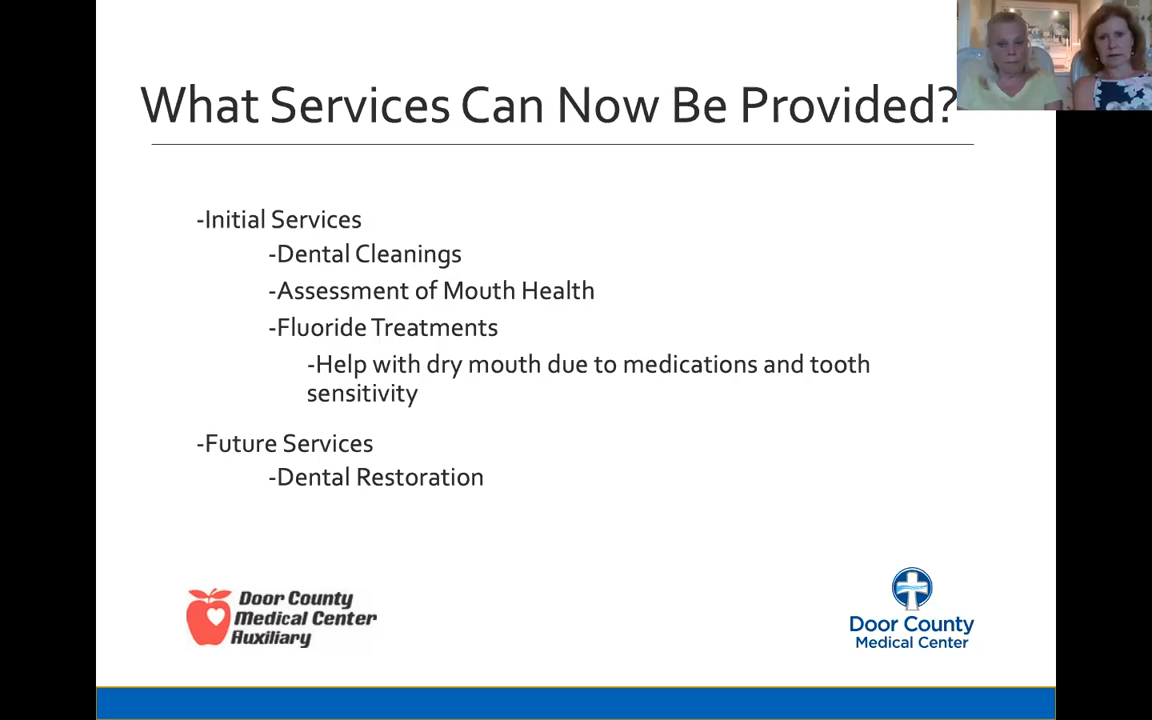 What Services Can Now Be Provided?
-Initial Services
-Dental Cleanings
-Assessment of Mouth Health
-Fluoride Treatments
-Help with dry mouth due to medications and tooth
sensitivity
-Future Services
-Dental Restoration
Door County
Medical Center
Auxiliary
Door County
Medical Center